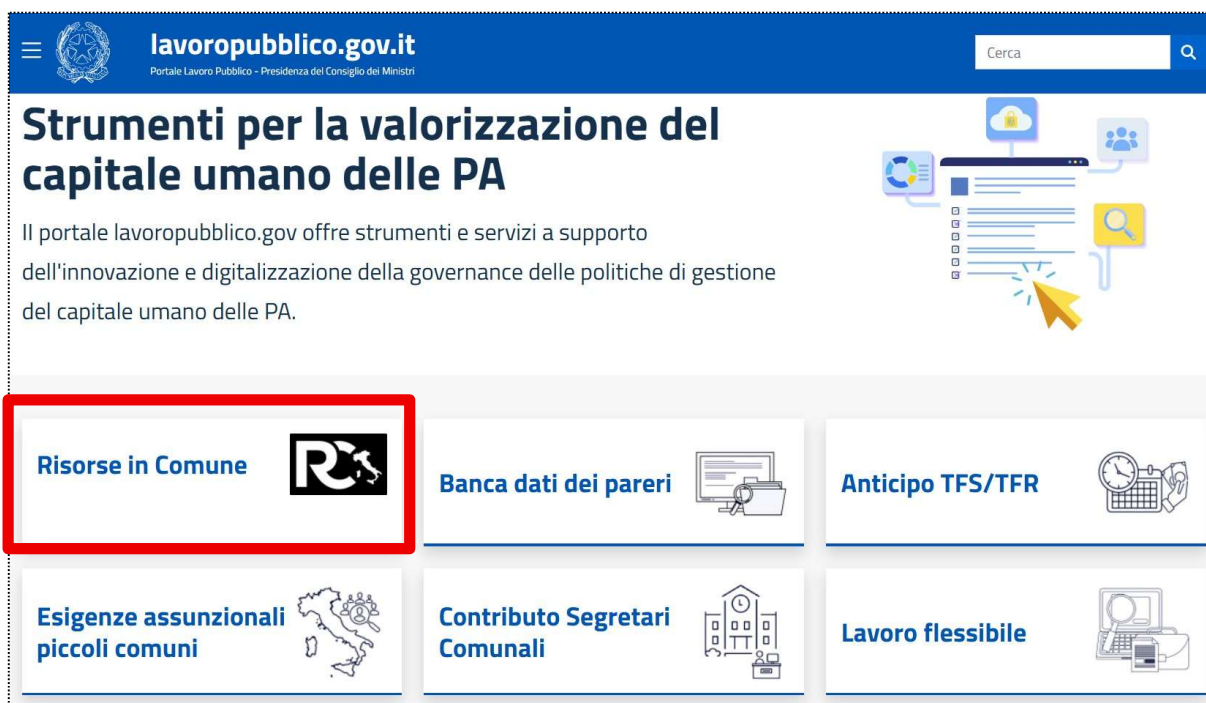 lavoropubblico.gov.it
Portale Lavoro Pubblico - Presidenza del Consiglio dei Ministri
Cerca
Strumenti per la valorizzazione del
capitale umano delle PA
Il portale lavoropubblico.gov offre strumenti e servizi a supporto
dell'innovazione e digitalizzazione della governance delle politiche di gestione
del capitale umano delle PA.
Risorse in Comune
RC
Banca dati dei pareri
Anticipo TFS/TFR
Esigenze assunzionali
piccoli comuni
Contributo Segretari
Comunali
Lavoro flessibile